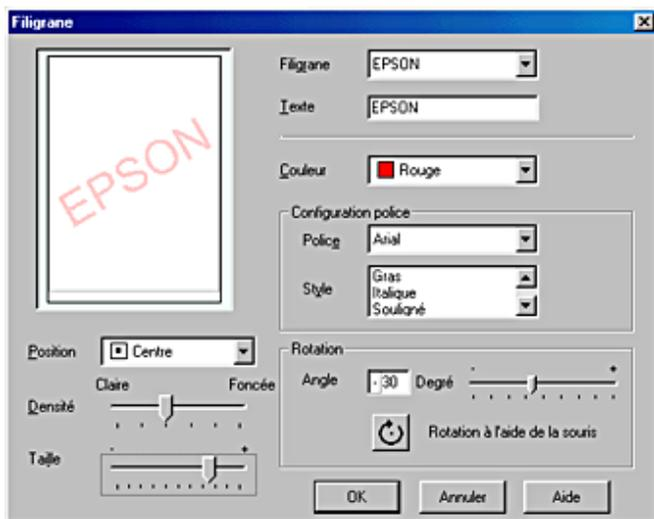 Filigrane
EPSON
Filigrane EPSON
Texte EPSON
Couleur Rouge
Configuration police
Police Arial
Style Gras
Italique
Souligné
Position Centre
Claire Foncée
Densité
Taille - +
Rotation
Angle -30 Degré - +
Rotation à l'aide de la souris
OK Annuler Aide